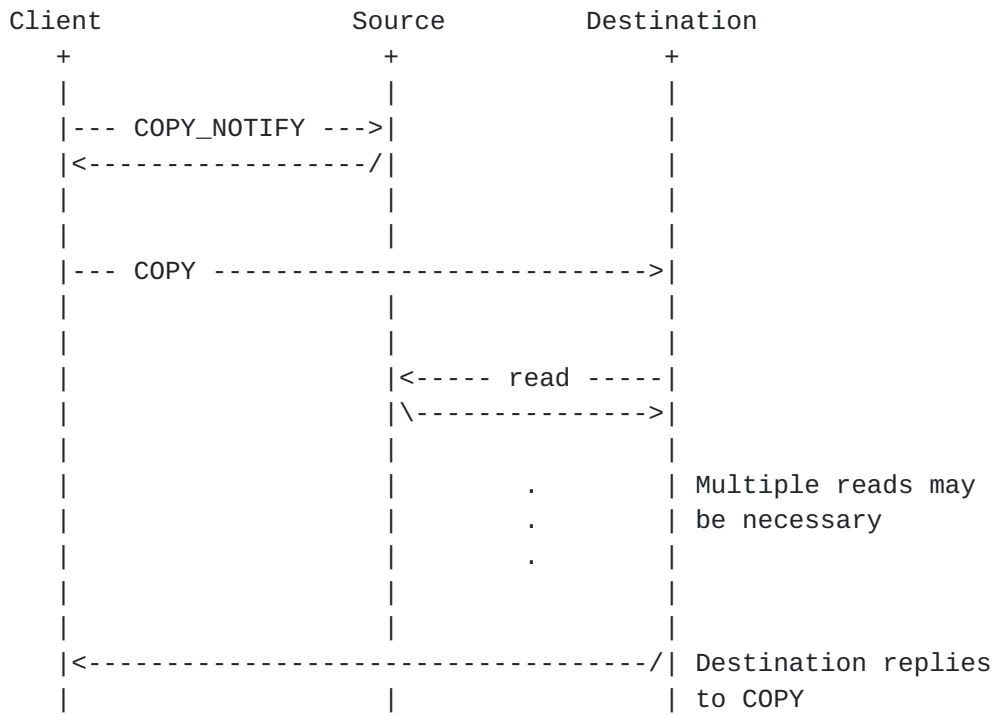 Client Source Destination
+ + +
| | |
|--- COPY_NOTIFY --->| |
|<------------------/| |
| | |
| | |
|--- COPY ---------------------------->|
| | |
| | |
| |<----- read -----|
| |\--------------->|
| | |
| | . | Multiple reads may
| | . | be necessary
| | . |
| | |
| | |
|<------------------------------------/| Destination replies
| | | to COPY